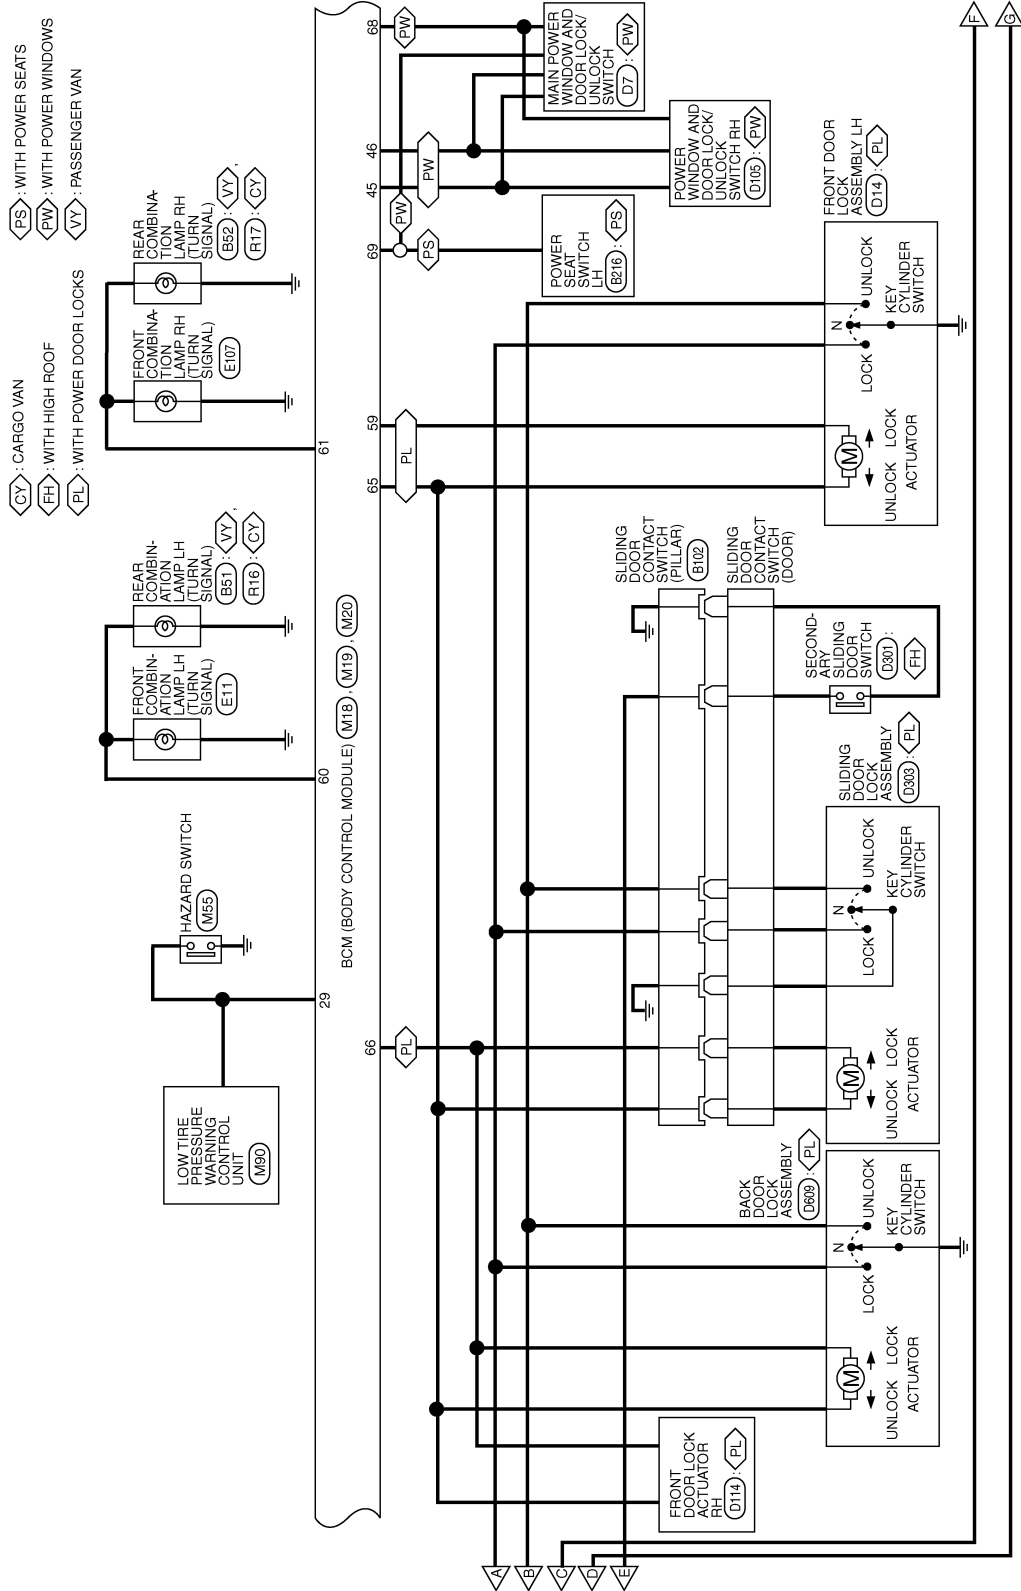 CY : CARGO VAN
FH : WITH HIGH ROOF
PL : WITH POWER DOOR LOCKS
PS : WITH POWER SEATS
PW : WITH POWER WINDOWS
VY : PASSENGER VAN
LOW TIRE
PRESSURE
WARNING
CONTROL
UNIT
M90
HAZARD SWITCH
M55
FRONT
COMBIN-
ATION
LAMP LH
(TURN
SIGNAL)
E11
REAR
COMBIN-
ATION
LAMP LH
(TURN
SIGNAL)
B51 : VY ,
R16 : CY
FRONT
COMBINA-
TION
LAMP RH
(TURN
SIGNAL)
E107
REAR
COMBINA-
TION
LAMP RH
(TURN
SIGNAL)
B52 : VY ,
R17 : CY
29
60
61
BCM (BODY CONTROL MODULE) M18 , M19 , M20
66
65
59
69
45
46
68
PL
PL
PS
PW
PW
PW
MAIN POWER
WINDOW AND
DOOR LOCK/
UNLOCK
SWITCH
D7 : PW
POWER
WINDOW AND
DOOR LOCK/
UNLOCK
SWITCH RH
D105 : PW
POWER
SEAT
SWITCH
LH
B216 : PS
SLIDING
DOOR
CONTACT
SWITCH
(PILLAR)
B102
SLIDING
DOOR
CONTACT
SWITCH
(DOOR)
FRONT
DOOR LOCK
ACTUATOR
RH
D114 : PL
BACK
DOOR
LOCK
ASSEMBLY
D609 : PL
M
UNLOCK LOCK
ACTUATOR
LOCK
N
UNLOCK
KEY
CYLINDER
SWITCH
SLIDING
DOOR
LOCK
ASSEMBLY
D303 : PL
M
UNLOCK LOCK
ACTUATOR
LOCK
N
UNLOCK
KEY
CYLINDER
SWITCH
SECOND-
ARY
SLIDING
DOOR
SWITCH
D301 :
FH
FRONT DOOR
LOCK
ASSEMBLY LH
D14 : PL
M
UNLOCK LOCK
ACTUATOR
LOCK
N
UNLOCK
KEY
CYLINDER
SWITCH
A
B
C
D
E
F
G